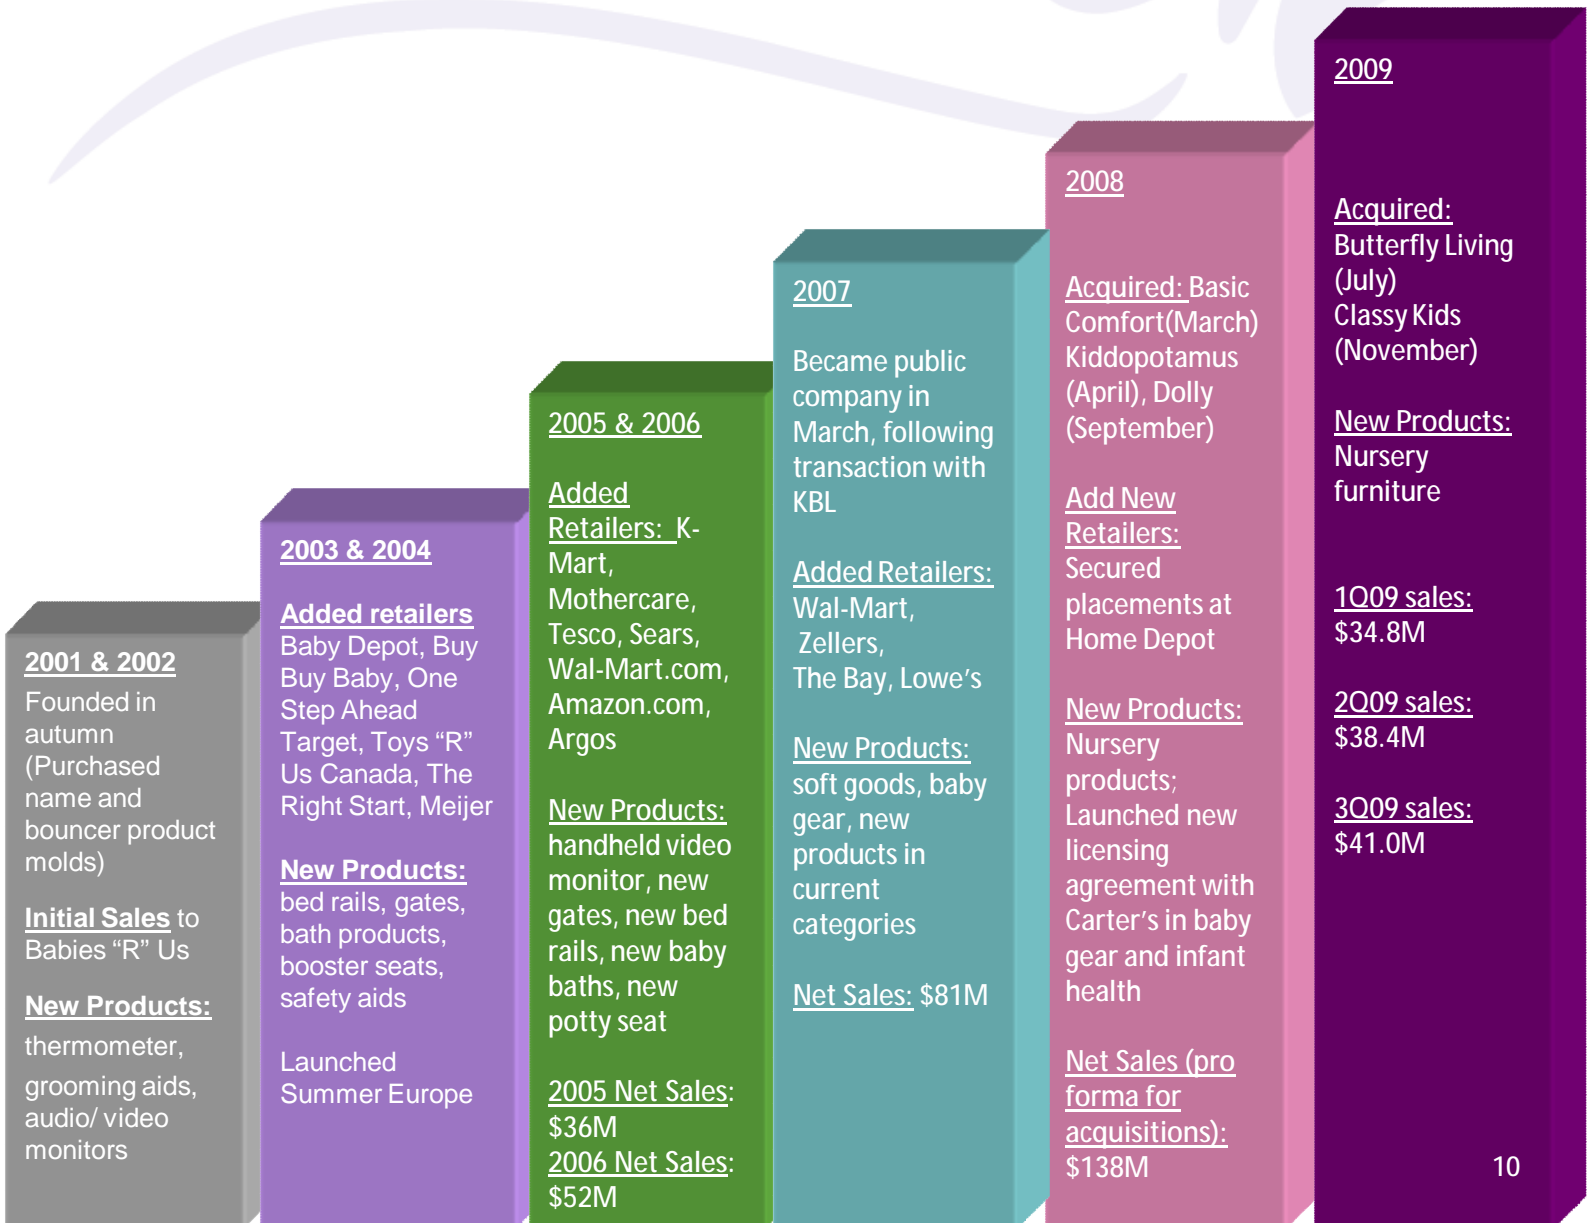 2001 & 2002
Founded in
autumn
(Purchased
name and
bouncer product
molds)
Initial Sales to
Babies “R” Us
New Products:
thermometer,
grooming aids,
audio/ video
monitors
2003 & 2004
Added retailers
Baby Depot, Buy
Buy Baby, One
Step Ahead
Target, Toys “R”
Us Canada, The
Right Start, Meijer
New Products:
bed rails, gates,
bath products,
booster seats,
safety aids
Launched
Summer Europe
2005 & 2006
Added
Retailers: K-
Mart,
Mothercare,
Tesco, Sears,
Wal-Mart.com,
Amazon.com,
Argos
New Products:
handheld video
monitor, new
gates, new bed
rails, new baby
baths, new
potty seat
2005 Net Sales:
$36M
2006 Net Sales:
$52M
2007
Became public
company in
March, following
transaction with
KBL
Added Retailers:
Wal-Mart,
Zellers,
The Bay, Lowe’s
New Products:
soft goods, baby
gear, new
products in
current
categories
Net Sales: $81M
2008
Acquired: Basic
Comfort(March)
Kiddopotamus
(April), Dolly
(September)
Add New
Retailers:
Secured
placements at
Home Depot
New Products:
Nursery
products;
Launched new
licensing
agreement with
Carter’s in baby
gear and infant
health
Net Sales (pro
forma for
acquisitions):
$138M
2009
Acquired:
Butterfly Living
(July)
Classy Kids
(November)
New Products:
Nursery
furniture
1Q09 sales:
$34.8M
2Q09 sales:
$38.4M
3Q09 sales:
$41.0M
10